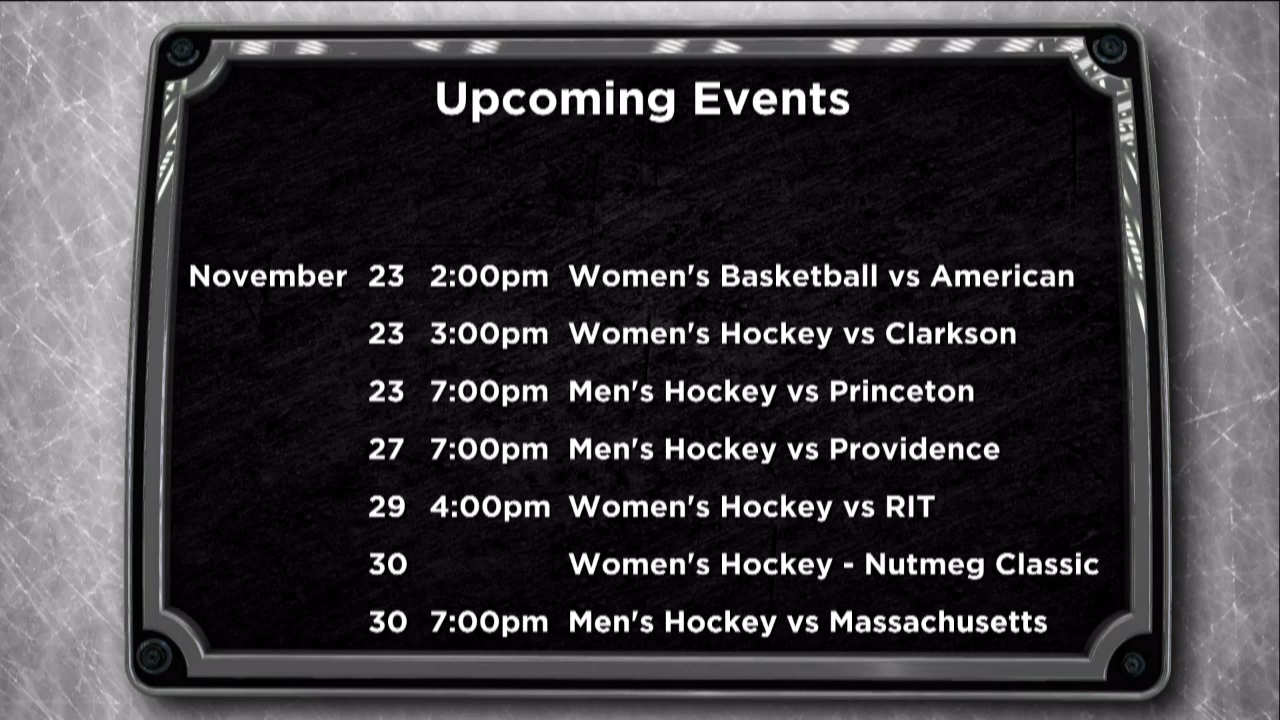 Upcoming Events
November 23 2:00pm Women's Basketball vs American
23 3:00pm Women's Hockey vs Clarkson
23 7:00pm Men's Hockey vs Princeton
27 7:00pm Men's Hockey vs Providence
29 4:00pm Women's Hockey vs RIT
30 Women's Hockey - Nutmeg Classic
30 7:00pm Men's Hockey vs Massachusetts